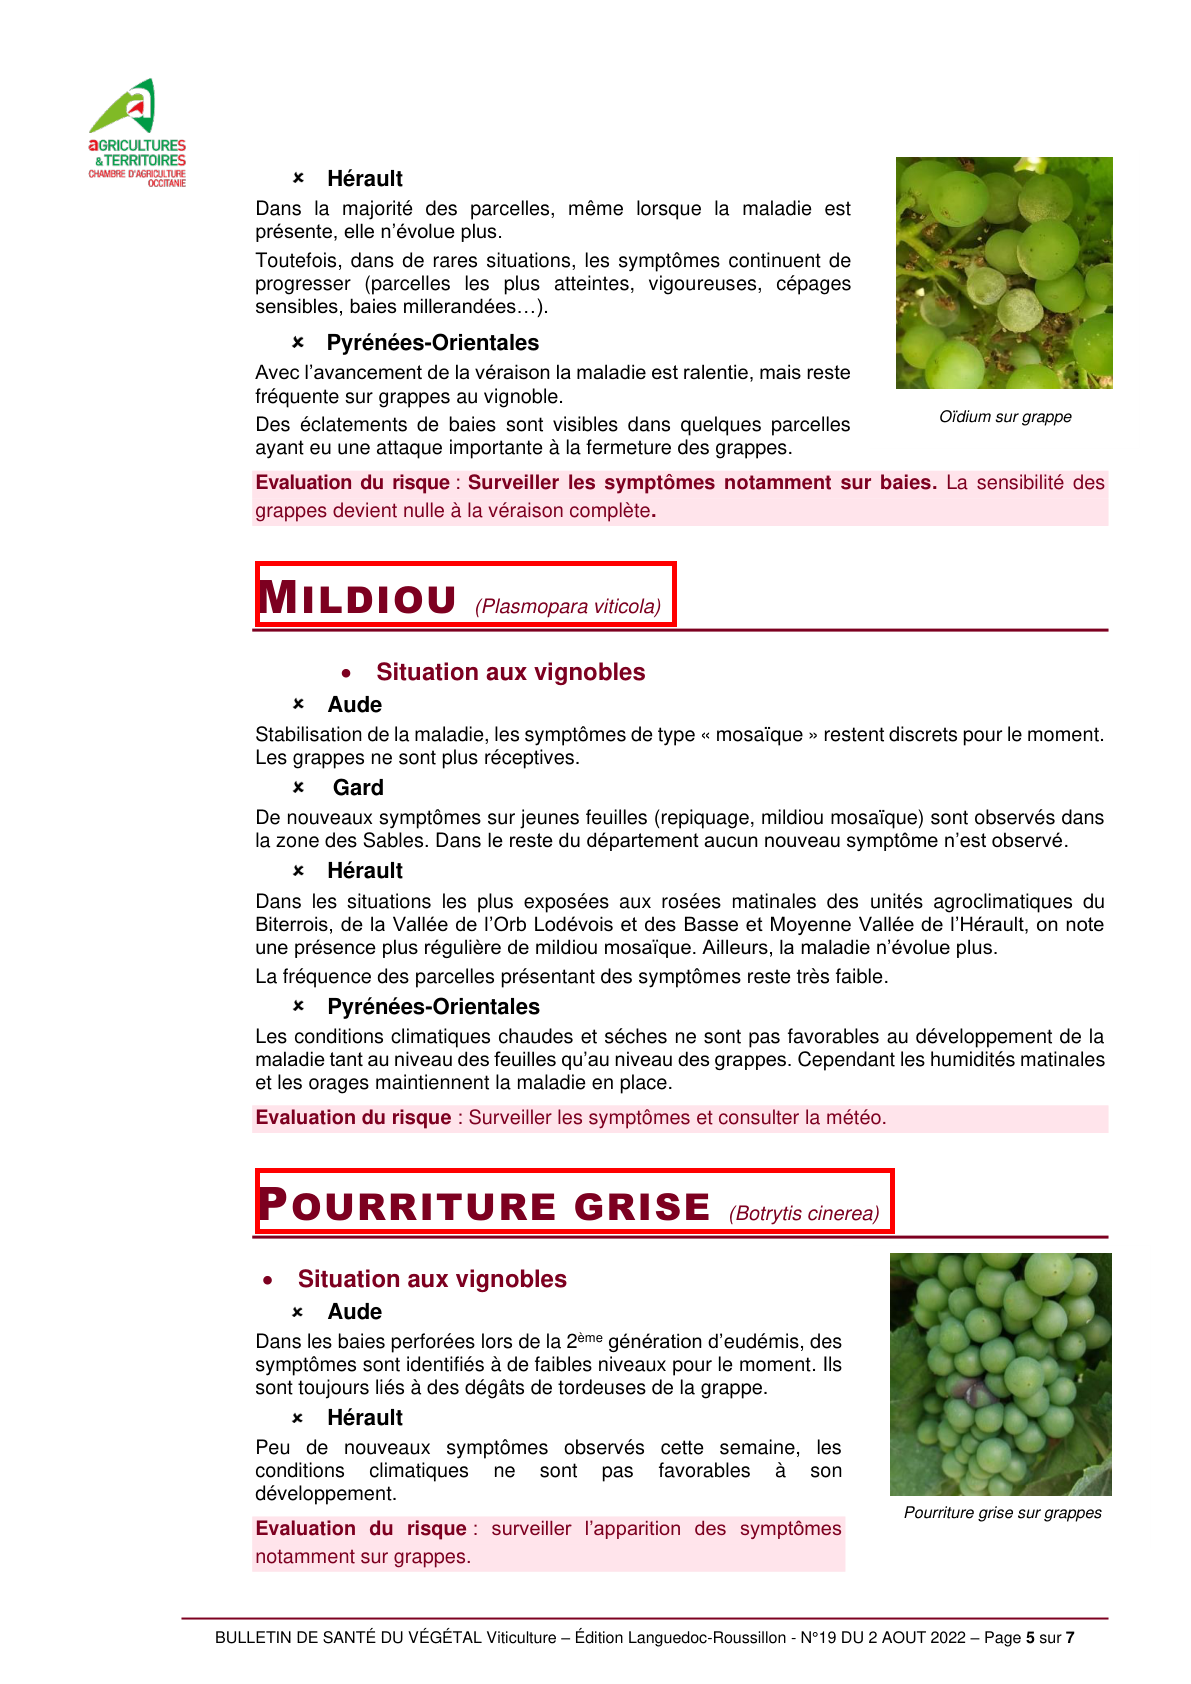 aGRICULTURES
& TERRITOIRES
CHAMBRE D'AGRICULTURE
OCCITANIE
× Hérault
Dans la majorité des parcelles, même lorsque la maladie est
présente, elle n'évolue plus.
Toutefois, dans de rares situations, les symptômes continuent de
progresser (parcelles les plus atteintes, vigoureuses, cépages
sensibles, baies millerandées…).
× Pyrénées-Orientales
Avec l'avancement de la véraison la maladie est ralentie, mais reste
fréquente sur grappes au vignoble.
Des éclatements de baies sont visibles dans quelques parcelles
ayant eu une attaque importante à la fermeture des grappes.
Oïdium sur grappe
Evaluation du risque : Surveiller les symptômes notamment sur baies. La sensibilité des
grappes devient nulle à la véraison complète.
MILDIOU (Plasmopara viticola)
• Situation aux vignobles
× Aude
Stabilisation de la maladie, les symptômes de type « mosaïque » restent discrets pour le moment.
Les grappes ne sont plus réceptives.
× Gard
De nouveaux symptômes sur jeunes feuilles (repiquage, mildiou mosaïque) sont observés dans
la zone des Sables. Dans le reste du département aucun nouveau symptôme n'est observé.
× Hérault
Dans les situations les plus exposées aux rosées matinales des unités agroclimatiques du
Biterrois, de la Vallée de l'Orb Lodévois et des Basse et Moyenne Vallée de l'Hérault, on note
une présence plus régulière de mildiou mosaïque. Ailleurs, la maladie n'évolue plus.
La fréquence des parcelles présentant des symptômes reste très faible.
× Pyrénées-Orientales
Les conditions climatiques chaudes et séches ne sont pas favorables au développement de la
maladie tant au niveau des feuilles qu'au niveau des grappes. Cependant les humidités matinales
et les orages maintiennent la maladie en place.
Evaluation du risque : Surveiller les symptômes et consulter la météo.
POURRITURE GRISE (Botrytis cinerea)
• Situation aux vignobles
× Aude
Dans les baies perforées lors de la 2ème génération d'eudémis, des
symptômes sont identifiés à de faibles niveaux pour le moment. Ils
sont toujours liés à des dégâts de tordeuses de la grappe.
× Hérault
Peu de nouveaux symptômes observés cette semaine, les
conditions climatiques ne sont pas favorables à son
développement.
Pourriture grise sur grappes
Evaluation du risque : surveiller l'apparition des symptômes
notamment sur grappes.
BULLETIN DE SANTÉ DU VÉGÉTAL Viticulture – Édition Languedoc-Roussillon - N°19 DU 2 AOUT 2022 – Page 5 sur 7